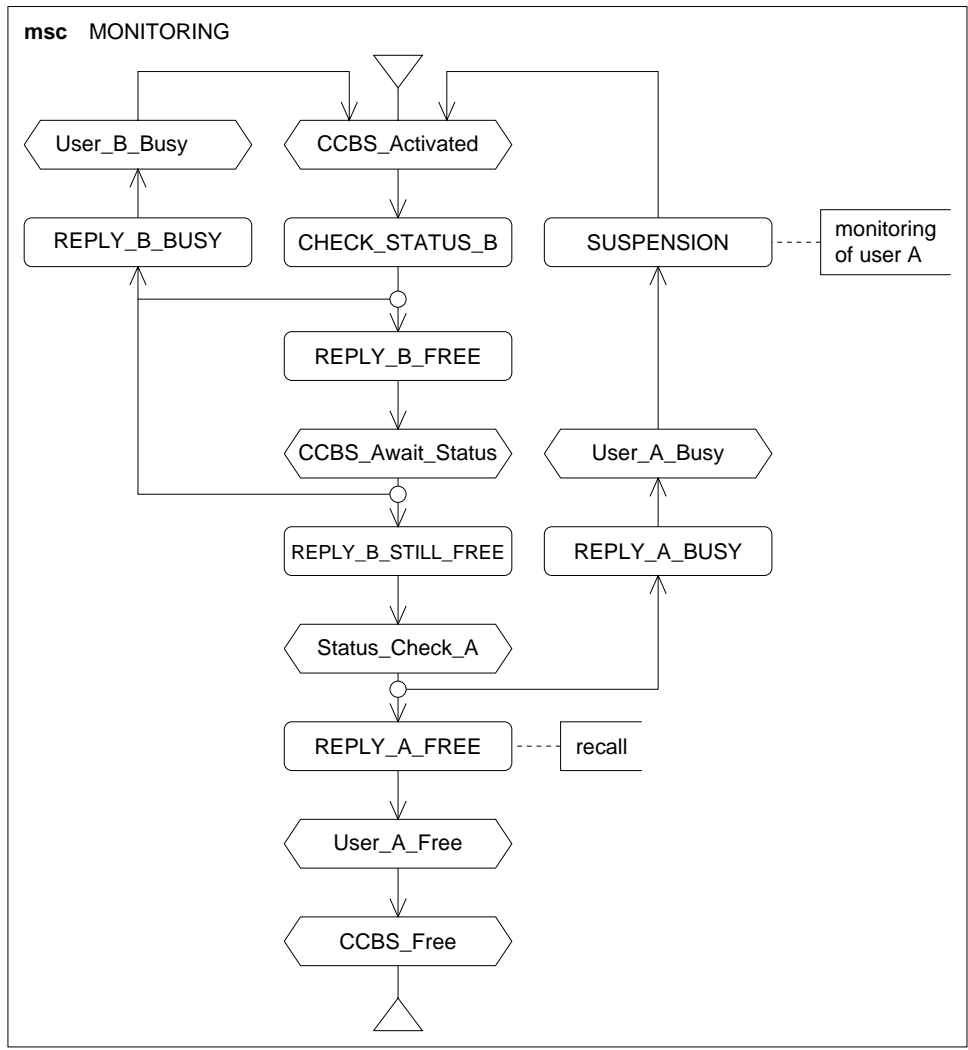 msc MONITORING
User_B_Busy
CCBS_Activated
REPLY_B_BUSY
CHECK_STATUS_B
SUSPENSION
monitoring
of user A
REPLY_B_FREE
CCBS_Await_Status
User_A_Busy
REPLY_B_STILL_FREE
REPLY_A_BUSY
Status_Check_A
REPLY_A_FREE
recall
User_A_Free
CCBS_Free